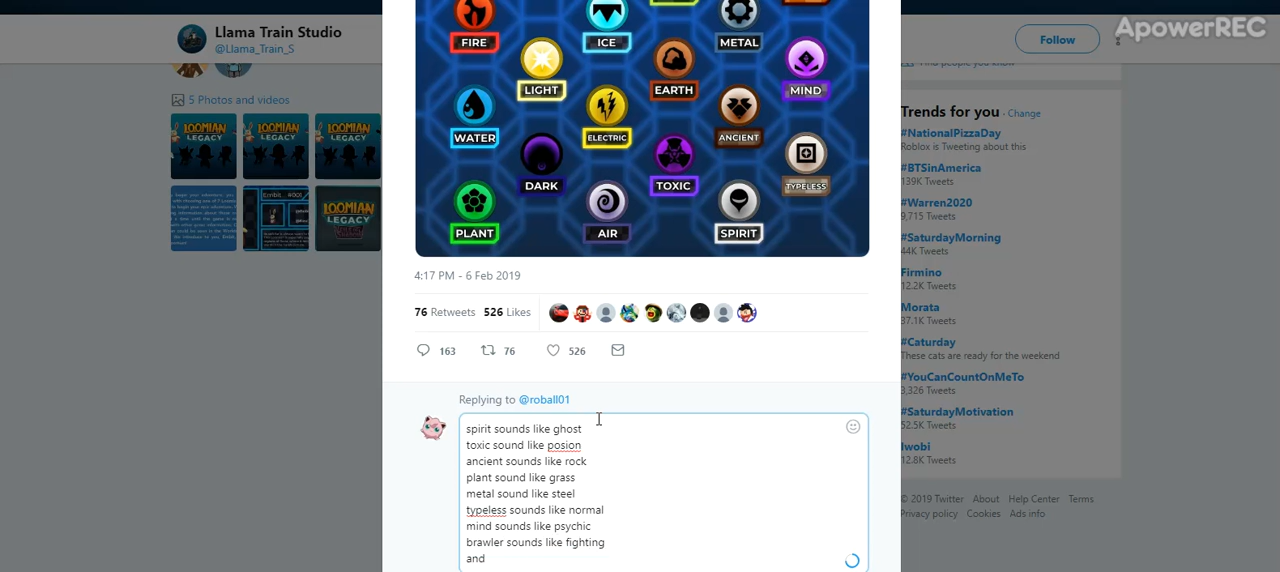 Llama Train Studio
@Llama_Train_S
Follow
ApowerREC
5 Photos and videos
LOOMIAN LEGACY
LOOMIAN LEGACY
LOOMIAN LEGACY
LOOMIAN LEGACY
FIRE
ICE
METAL
LIGHT
EARTH
MIND
WATER
ELECTRIC
ANCIENT
DARK
TOXIC
TYPELESS
PLANT
AIR
SPIRIT
4:17 PM - 6 Feb 2019
76 Retweets 526 Likes
163 76 526
Replying to @roball01
spirit sounds like ghost
toxic sound like posion
ancient sounds like rock
plant sound like grass
metal sound like steel
typeless sounds like normal
mind sounds like psychic
brawler sounds like fighting
and
Find people you know
Trends for you · Change
#NationalPizzaDay
Roblox is Tweeting about this
#BTSinAmerica
139K Tweets
#Warren2020
9,715 Tweets
#SaturdayMorning
44K Tweets
Firmino
12.2K Tweets
Morata
37.1K Tweets
#Caturday
These cats are ready for the weekend
#YouCanCountOnMeTo
3,326 Tweets
#SaturdayMotivation
52.5K Tweets
Iwobi
12.8K Tweets
© 2019 Twitter About Help Center Terms
Privacy policy Cookies Ads info